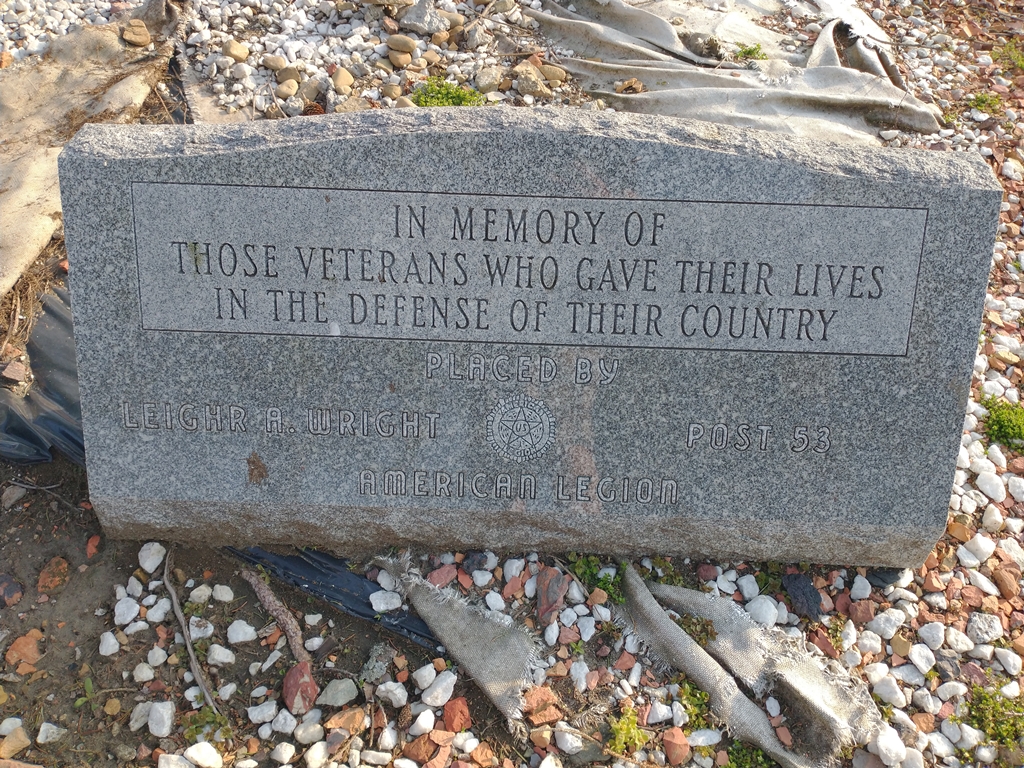 IN MEMORY OF
THOSE VETERANS WHO GAVE THEIR LIVES
IN THE DEFENSE OF THEIR COUNTRY
PLACED BY
LEIGHR A. WRIGHT US POST 53
AMERICAN LEGION